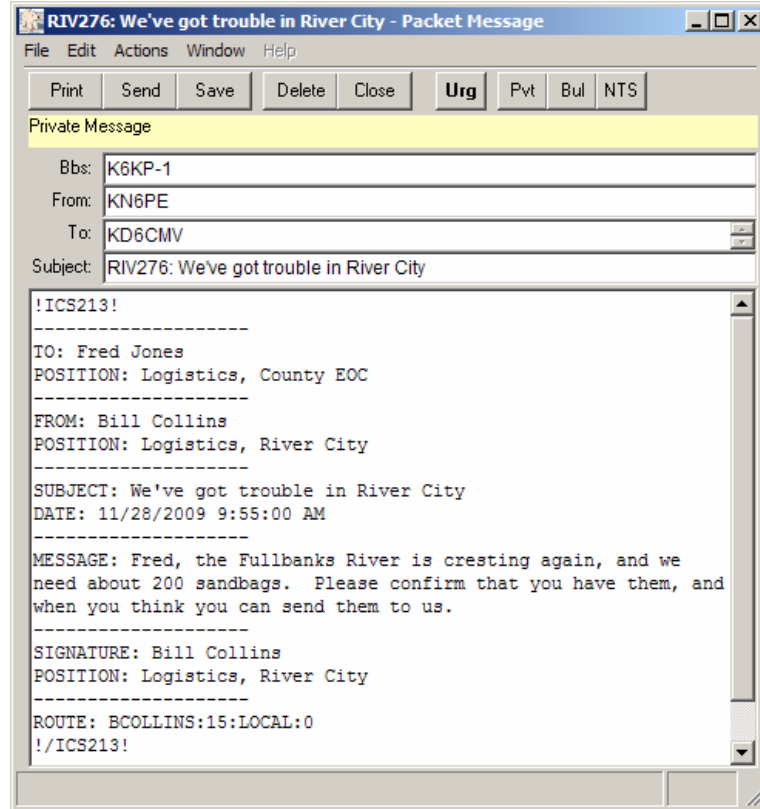 RIV276: We've got trouble in River City - Packet Message
File Edit Actions Window Help
Print Send Save Delete Close Urg Pvt Bul NTS
Private Message
Bbs: K6KP-1
From: KN6PE
To: KD6CMV
Subject: RIV276: We've got trouble in River City
!ICS213!
--------------------
TO: Fred Jones
POSITION: Logistics, County EOC
--------------------
FROM: Bill Collins
POSITION: Logistics, River City
--------------------
SUBJECT: We've got trouble in River City
DATE: 11/28/2009 9:55:00 AM
--------------------
MESSAGE: Fred, the Fullbanks River is cresting again, and we
need about 200 sandbags.  Please confirm that you have them, and
when you think you can send them to us.
--------------------
SIGNATURE: Bill Collins
POSITION: Logistics, River City
--------------------
ROUTE: BCOLLINS:15:LOCAL:0
!/ICS213!